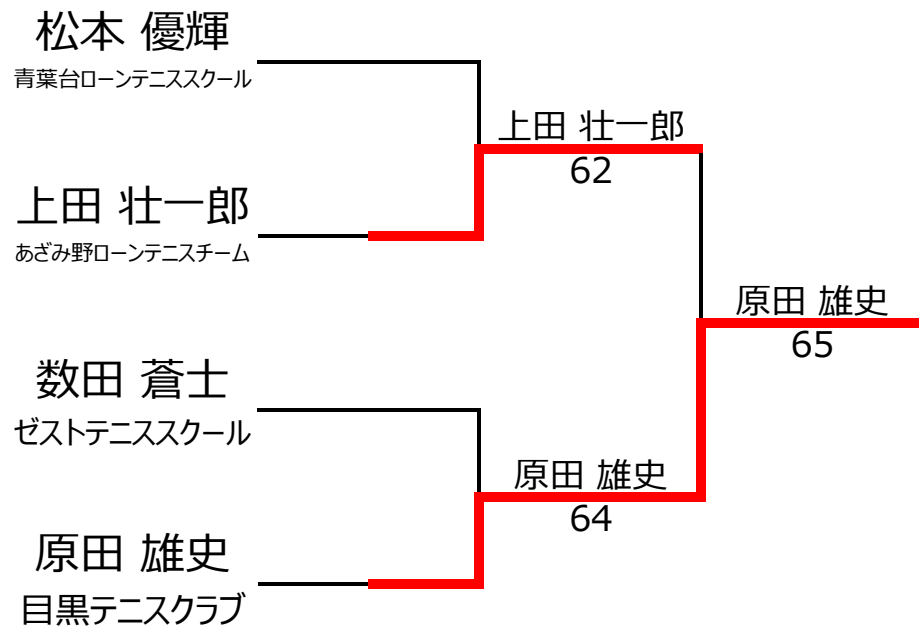 松本 優輝
青葉台ローンテニススクール
上田 壮一郎
62
上田 壮一郎
あざみ野ローンテニスチーム
原田 雄史
65
数田 蒼士
ゼストテニススクール
原田 雄史
64
原田 雄史
目黒テニスクラブ